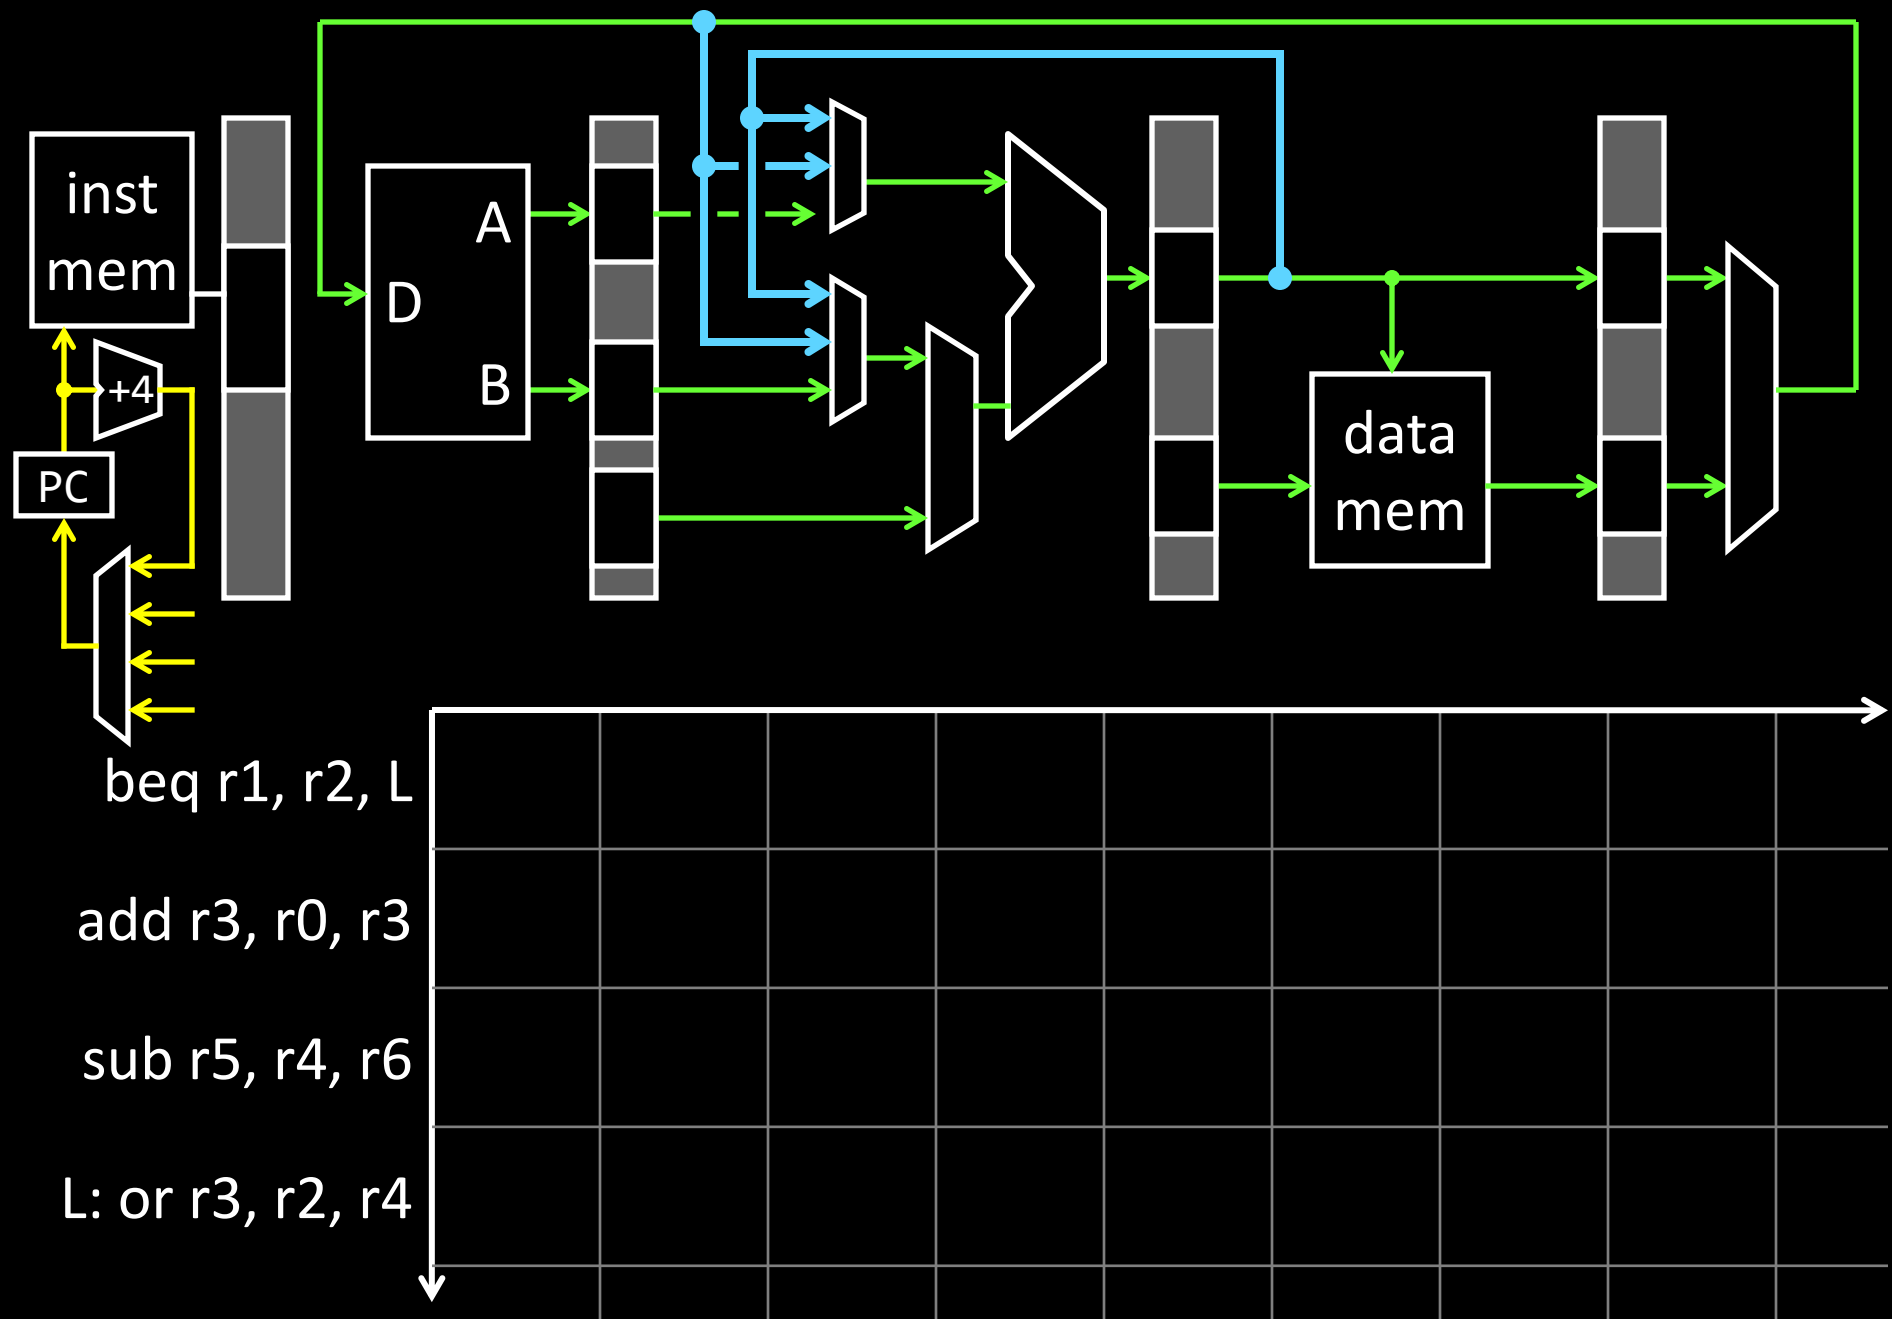 inst
mem
+4
PC
A
D
B
data
mem
beq r1, r2, L
add r3, r0, r3
sub r5, r4, r6
L: or r3, r2, r4